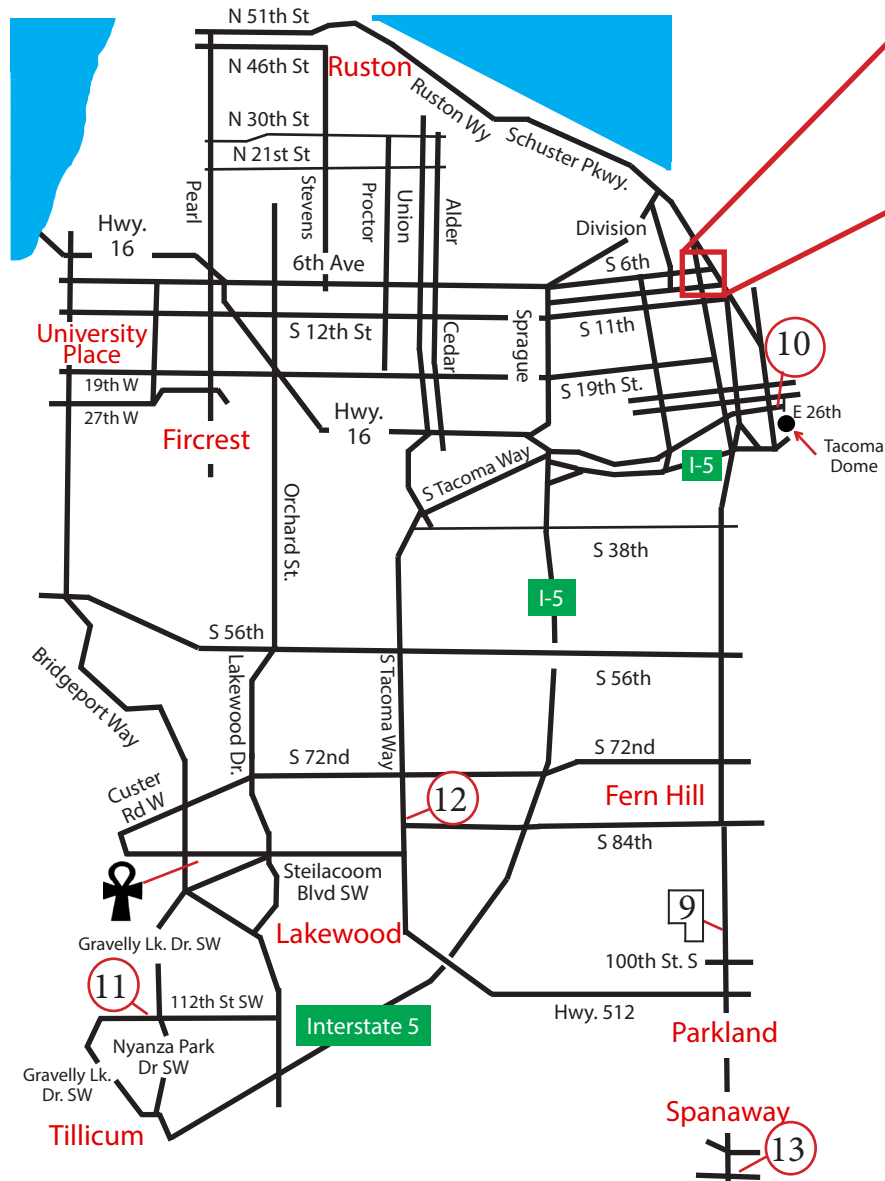 N 51th St
N 46th St
Ruston
Ruston Wy
N 30th St
Schuster Pkwy.
N 21st St
Pearl
Stevens
Proctor
Union
Alder
Hwy.
16
Division
6th Ave
S 6th
University
Place
S 12th St
Cedar
Sprague
S 11th
10
19th W
S 19th St.
27th W
Fircrest
Hwy.
16
E 26th
Tacoma
Dome
S Tacoma Way
I-5
Orchard St.
S 38th
I-5
S 56th
Bridgeport Way
Lakewood Dr.
S Tacoma Way
S 56th
S 72nd
S 72nd
Custer
Rd W
12
Fern Hill
S 84th
Steilacoom
Blvd SW
Lakewood
9
Gravelly Lk. Dr. SW
100th St. S
11
112th St SW
Interstate 5
Hwy. 512
Nyanza Park
Dr SW
Parkland
Gravelly Lk.
Dr. SW
Tillicum
Spanaway
13